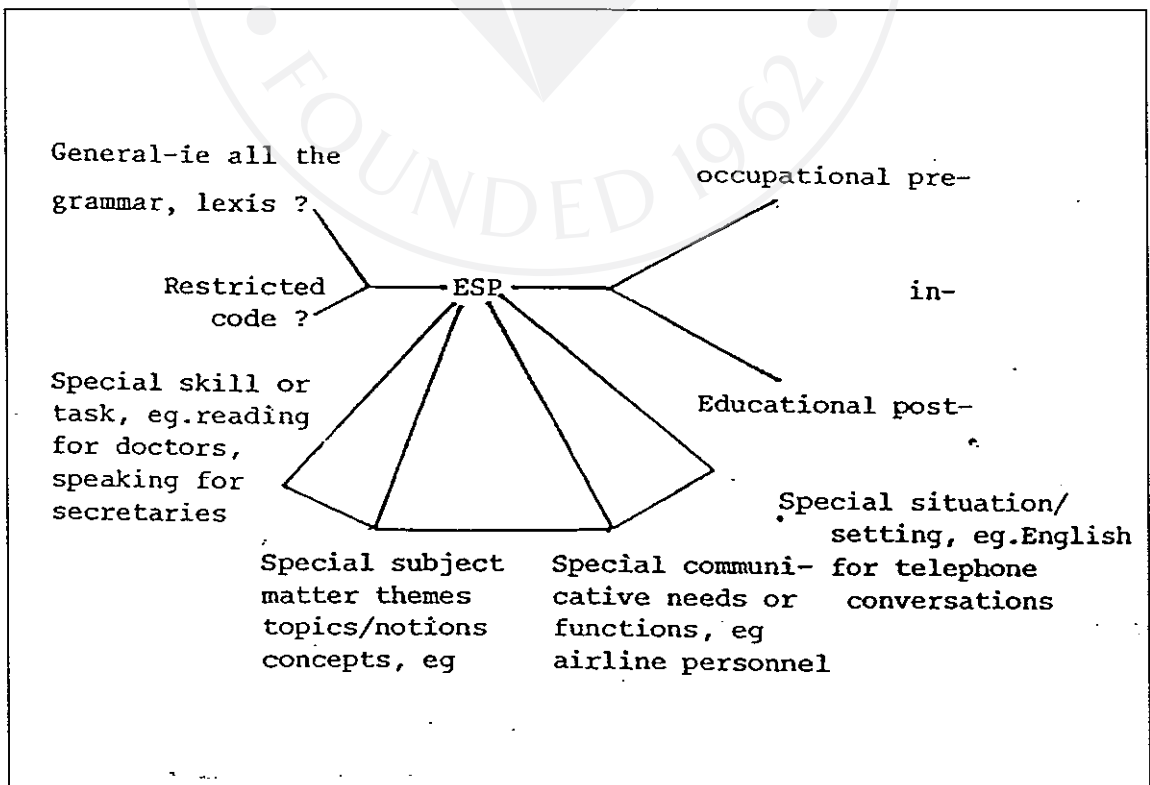 FOUNDED 1962
General-ie all the
grammar, lexis ?
Restricted
code ?
ESP
occupational pre-
in-
Educational post-
Special skill or
task, eg.reading
for doctors,
speaking for
secretaries
Special subject
matter themes
topics/notions
concepts, eg
Special communi-
cative needs or
functions, eg
airline personnel
Special situation/
setting, eg.English
for telephone
conversations